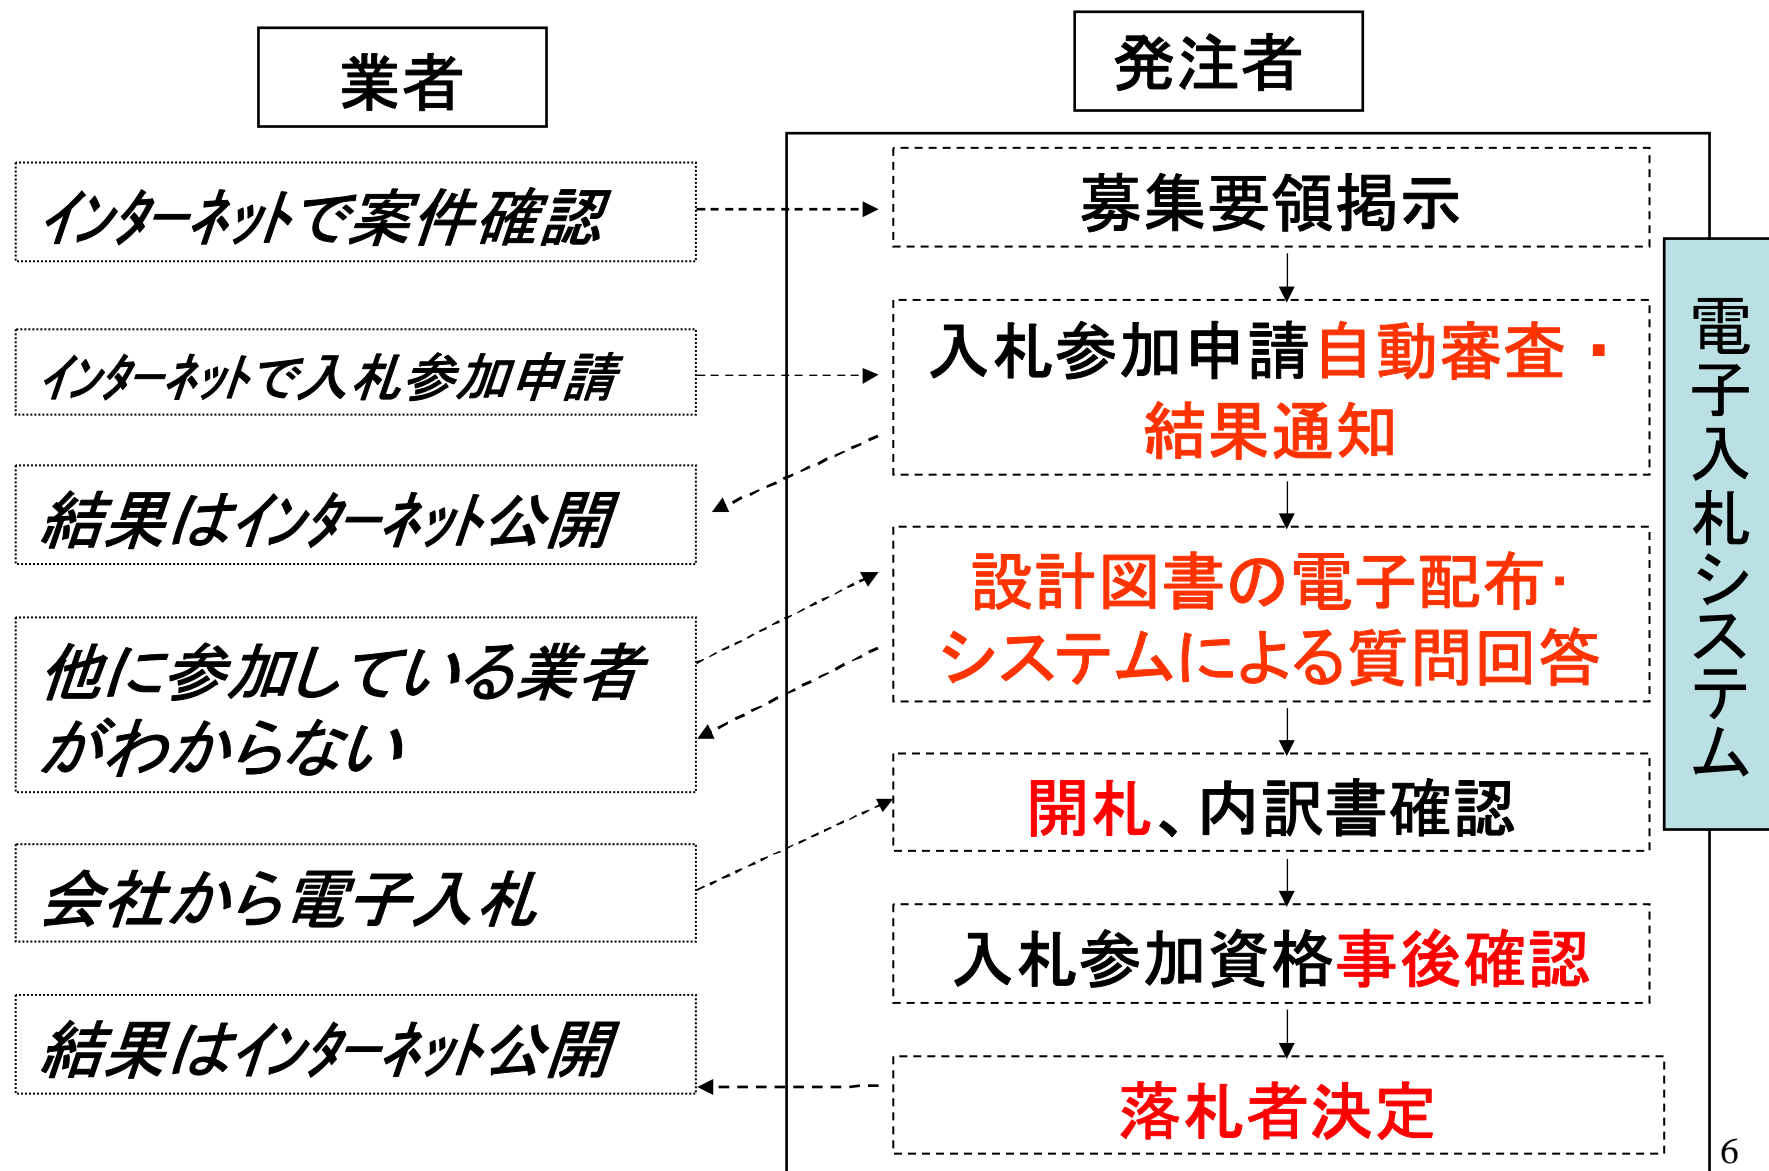 業者
発注者
インターネットで案件確認
募集要領掲示
インターネットで入札参加申請
入札参加申請自動審査・
結果通知
結果はインターネット公開
設計図書の電子配布・
システムによる質問回答
他に参加している業者
がわからない
開札、内訳書確認
会社から電子入札
入札参加資格事後確認
結果はインターネット公開
落札者決定
電子入札システム
6